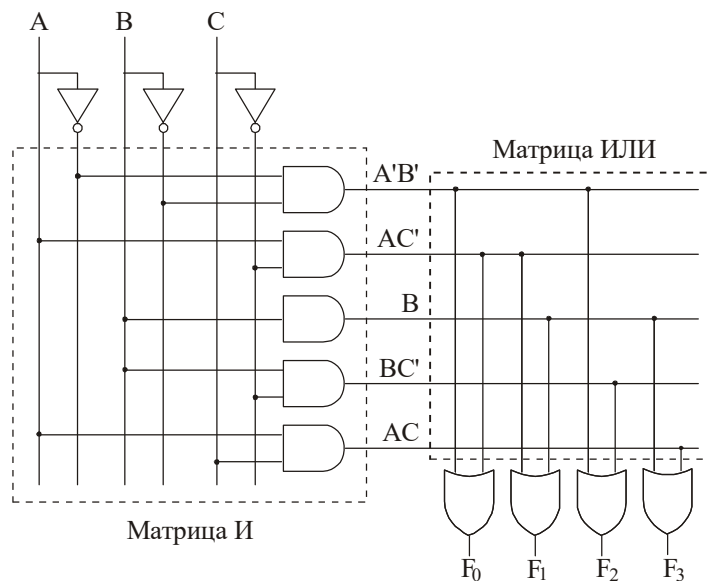 A B C
Матрица ИЛИ
A'B'
AC'
B
BC'
AC
Матрица И
F0 F1 F2 F3